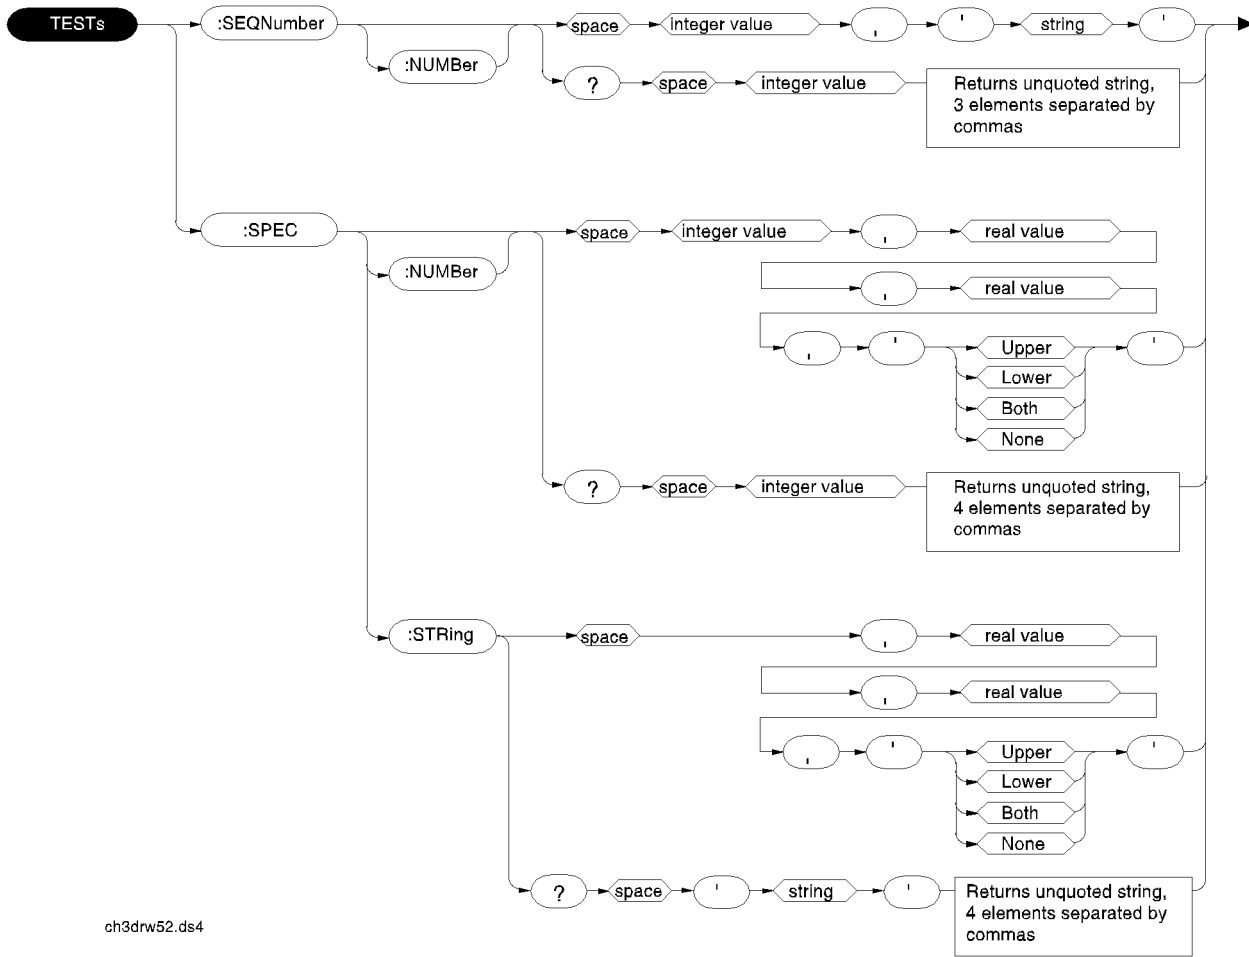 TESTs :SEQNumber space integer value , ' string '
:NUMBer
? space integer value Returns unquoted string,
3 elements separated by
commas
:SPEC space integer value , real value
:NUMBer , real value
, ' Upper '
Lower
Both
None
? space integer value Returns unquoted string,
4 elements separated by
commas
:STRing space , real value
, real value
, ' Upper '
Lower
Both
None
? space ' string ' Returns unquoted string,
4 elements separated by
commas
ch3drw52.ds4